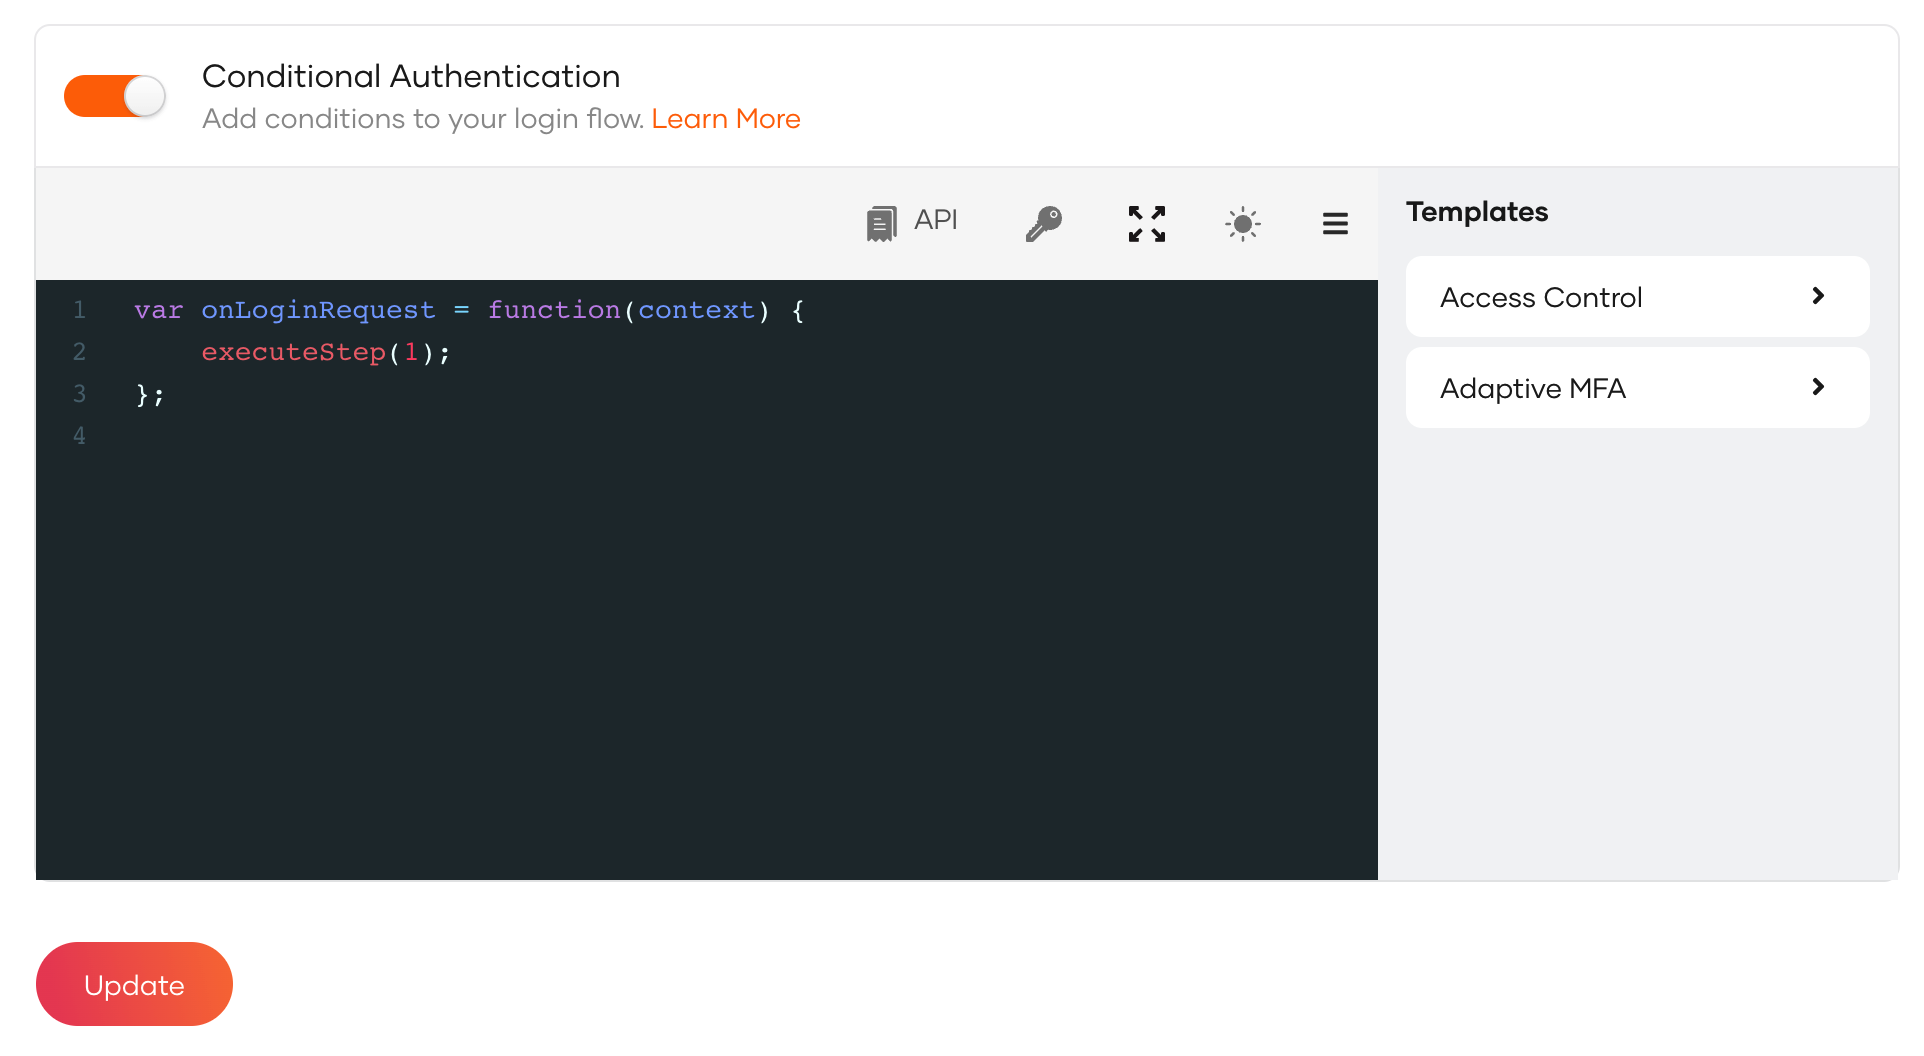 Conditional Authentication
Add conditions to your login flow. Learn More
API
1 var onLoginRequest = function(context) {
2     executeStep(1);
3 };
4
Templates
Access Control
Adaptive MFA
Update